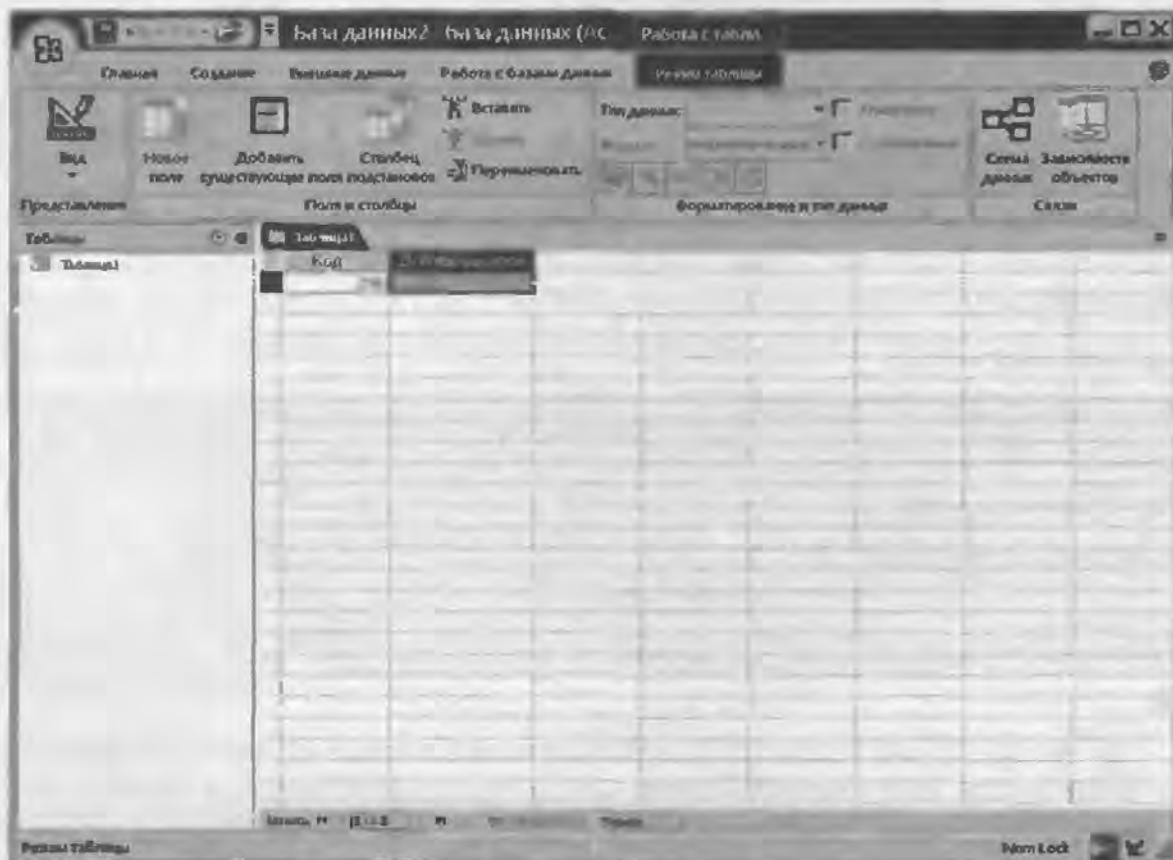 База данных2 База данных (Ac Работа с табли
Главная Создание Внешние данные Работа с базами данных Режим таблицы
Вид
Новое поле
Добавить существующие поля
Столбец подстановок
Вставить
Переименовать
Тип данных:
Схема данных
Зависимости объектов
Представления Поля и столбцы Форматирование и тип данных Связи
Таблицы Таблица1
Таблица1 Код
Запись: Поиск
Режим таблицы Num Lock